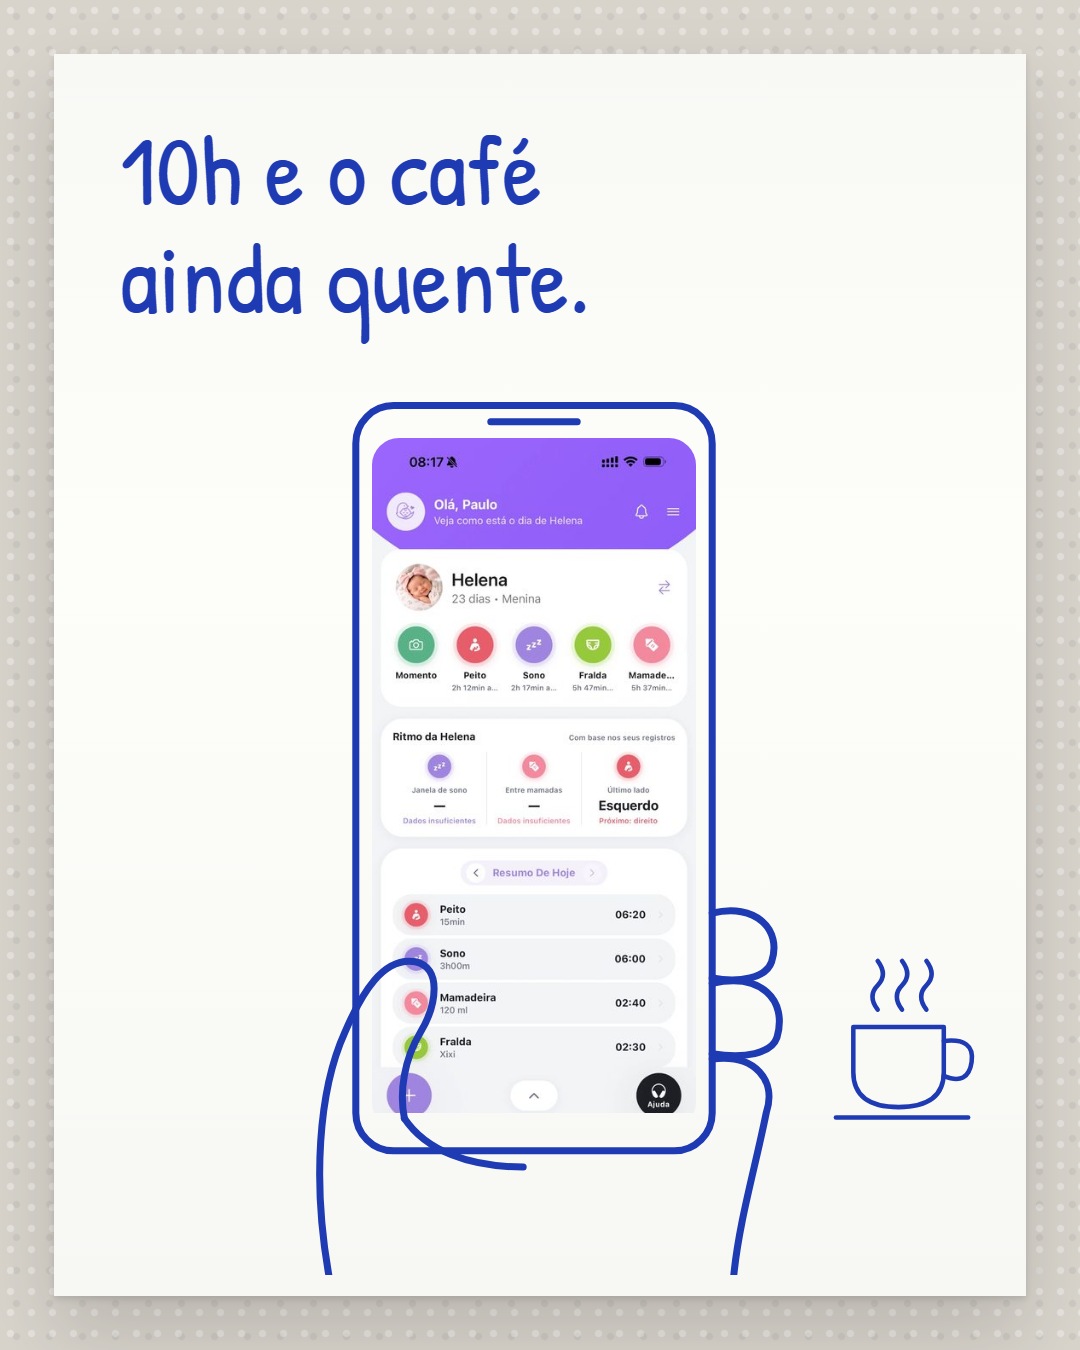 10h e o café
ainda quente.
08:17
Olá, Paulo
Veja como está o dia de Helena
Helena
23 dias • Menina
Momento
Peito
Sono
Fralda
Mamade...
2h 12min a...
2h 17min a...
5h 47min...
5h 37min...
Ritmo da Helena
Com base nos seus registros
zzz
Janela de sono
Entre mamadas
Último lado
—
—
Esquerdo
Dados insuficientes
Dados insuficientes
Próximo: direito
Resumo De Hoje
Peito
15min
06:20
Sono
3h00m
06:00
Mamadeira
120 ml
02:40
Fralda
Xixi
02:30
Ajuda